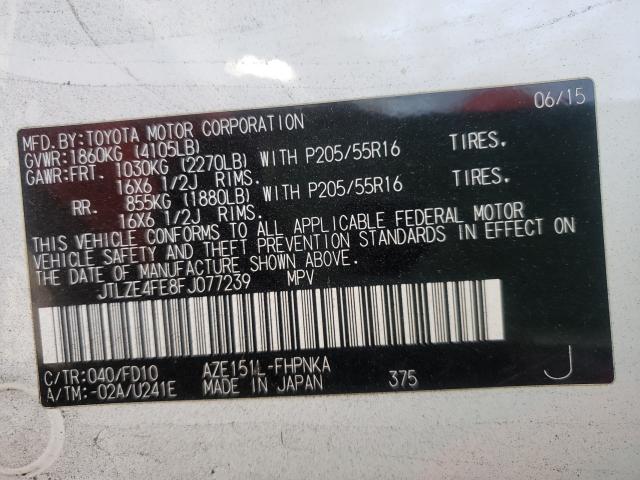 06/15
MFD.BY:TOYOTA MOTOR CORPORATION
GVWR:1860KG (4105LB)
GAWR:FRT. 1030KG (2270LB) WITH P205/55R16 TIRES.
16X6 1/2J RIMS.
RR. 855KG (1880LB) WITH P205/55R16 TIRES.
16X6 1/2J RIMS.
THIS VEHICLE CONFORMS TO ALL APPLICABLE FEDERAL MOTOR
VEHICLE SAFETY AND THEFT PREVENTION STANDARDS IN EFFECT ON
THE DATE OF MANUFACTURE SHOWN ABOVE.
JTLZE4FE8FJ077239 MPV
C/TR:040/FD10 AZE151L-FHPNKA
A/TM:-02A/U241E MADE IN JAPAN 375 J